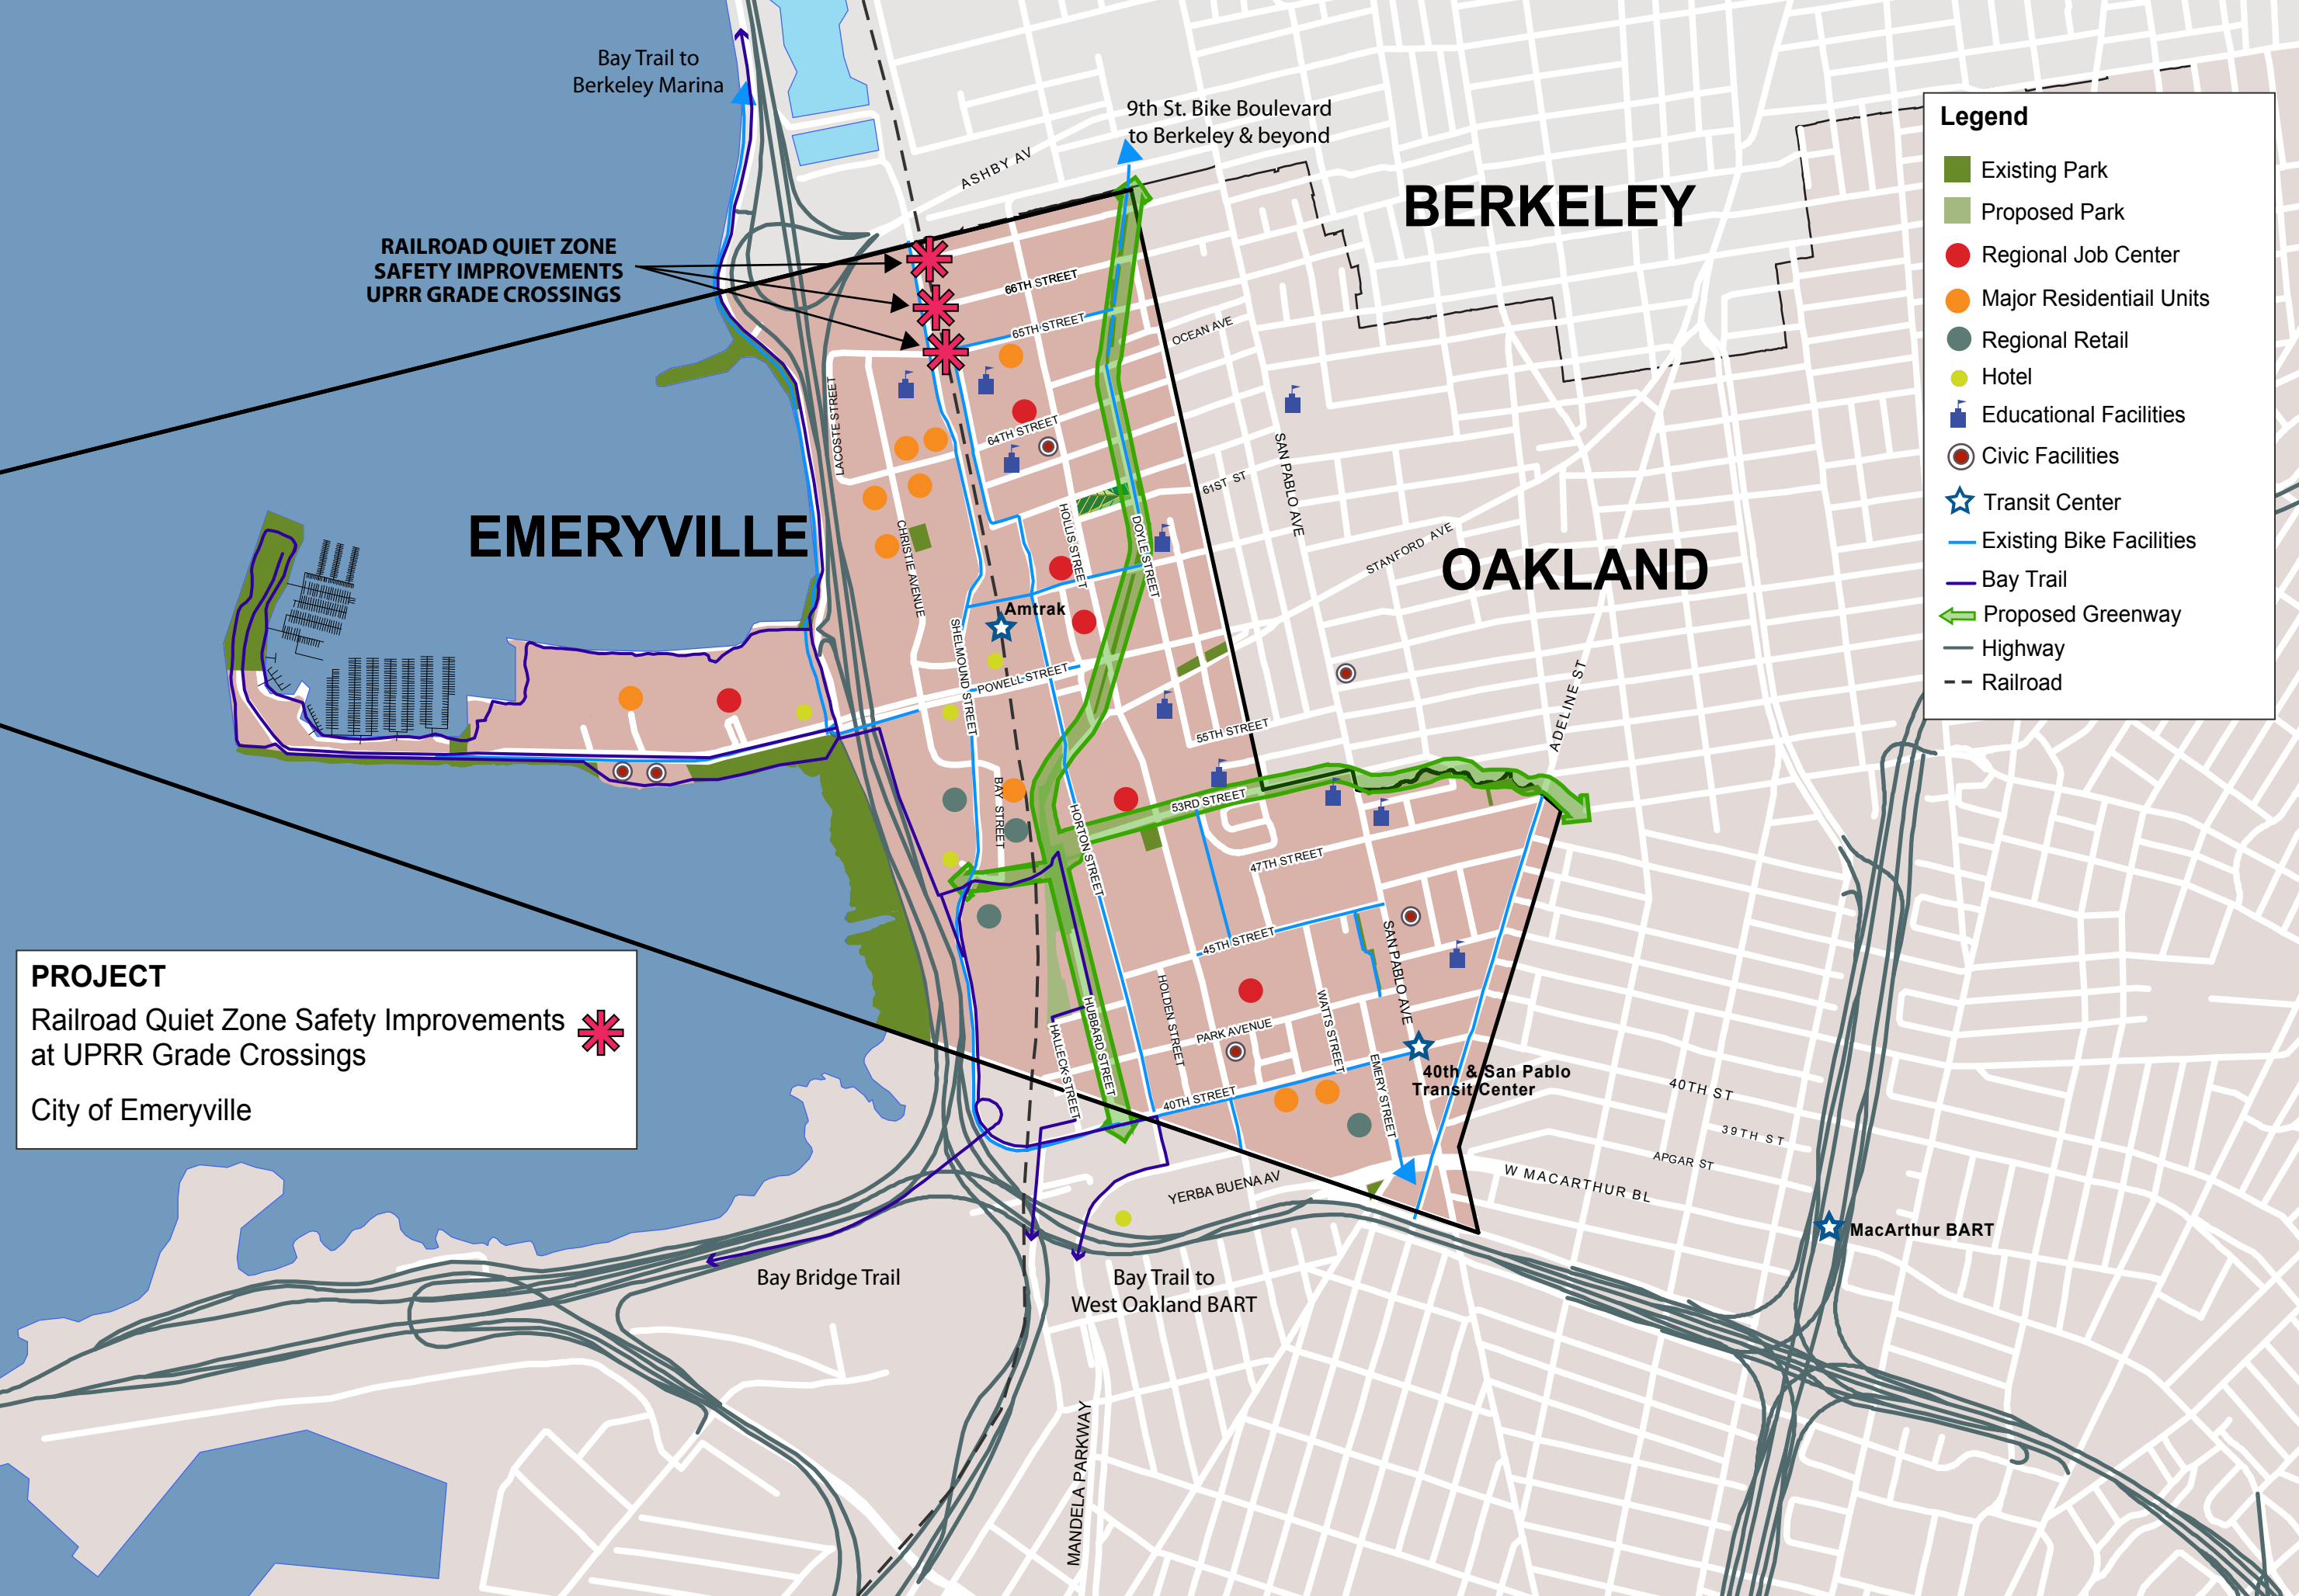 Bay Trail to
Berkeley Marina
9th St. Bike Boulevard
to Berkeley & beyond
ASHBY AV
BERKELEY
RAILROAD QUIET ZONE
SAFETY IMPROVEMENTS
UPRR GRADE CROSSINGS
66TH STREET
65TH STREET
OCEAN AVE
LACOSTE STREET
64TH STREET
SAN PABLO AVE
61ST ST
EMERYVILLE
CHRISTIE AVENUE
HOLLIS STREET
DOYLE STREET
STANFORD AVE
OAKLAND
Amtrak
SHELMOUND STREET
POWELL STREET
55TH STREET
ADELINE ST
BAY STREET
53RD STREET
HORTON STREET
47TH STREET
45TH STREET
SAN PABLO AVE
HOLDEN STREET
HUBBARD STREET
HALLECK STREET
PARK AVENUE
WATTS STREET
EMERY STREET
40th & San Pablo
Transit Center
40TH STREET
40TH ST
39TH ST
APGAR ST
W MACARTHUR BL
YERBA BUENA AV
MacArthur BART
Bay Bridge Trail
Bay Trail to
West Oakland BART
MANDELA PARKWAY
Legend
Existing Park
Proposed Park
Regional Job Center
Major Residentiail Units
Regional Retail
Hotel
Educational Facilities
Civic Facilities
Transit Center
Existing Bike Facilities
Bay Trail
Proposed Greenway
Highway
Railroad
PROJECT
Railroad Quiet Zone Safety Improvements
at UPRR Grade Crossings
City of Emeryville